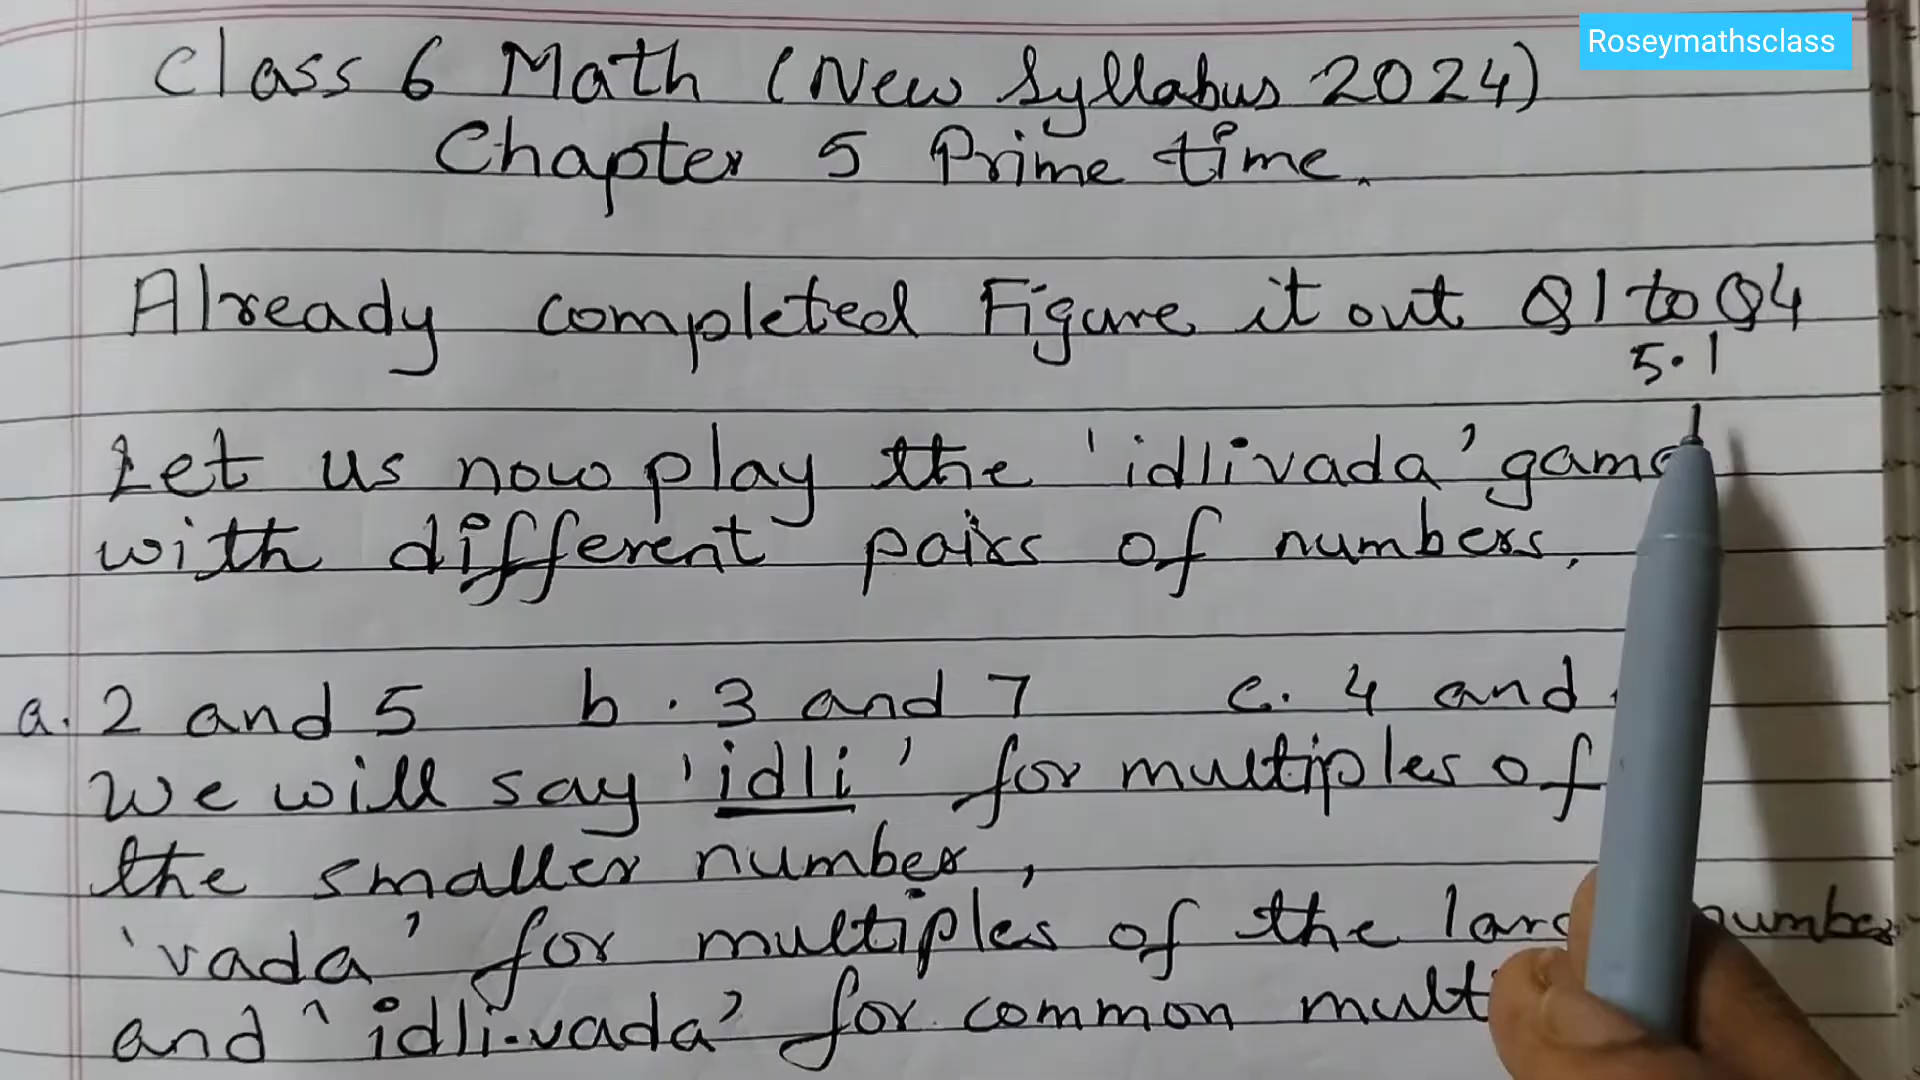 Roseymathsclass
Class 6 Math (New Syllabus 2024)
Chapter 5 Prime time.
Already completed Figure it out Q1 to Q4
5.1
Let us now play the 'idlivada' game
with different pairs of numbers.
a. 2 and 5 b. 3 and 7 c. 4 and
We will say 'idli' for multiples of
the smaller number,
'vada' for multiples of the number
and 'idli-vada' for common